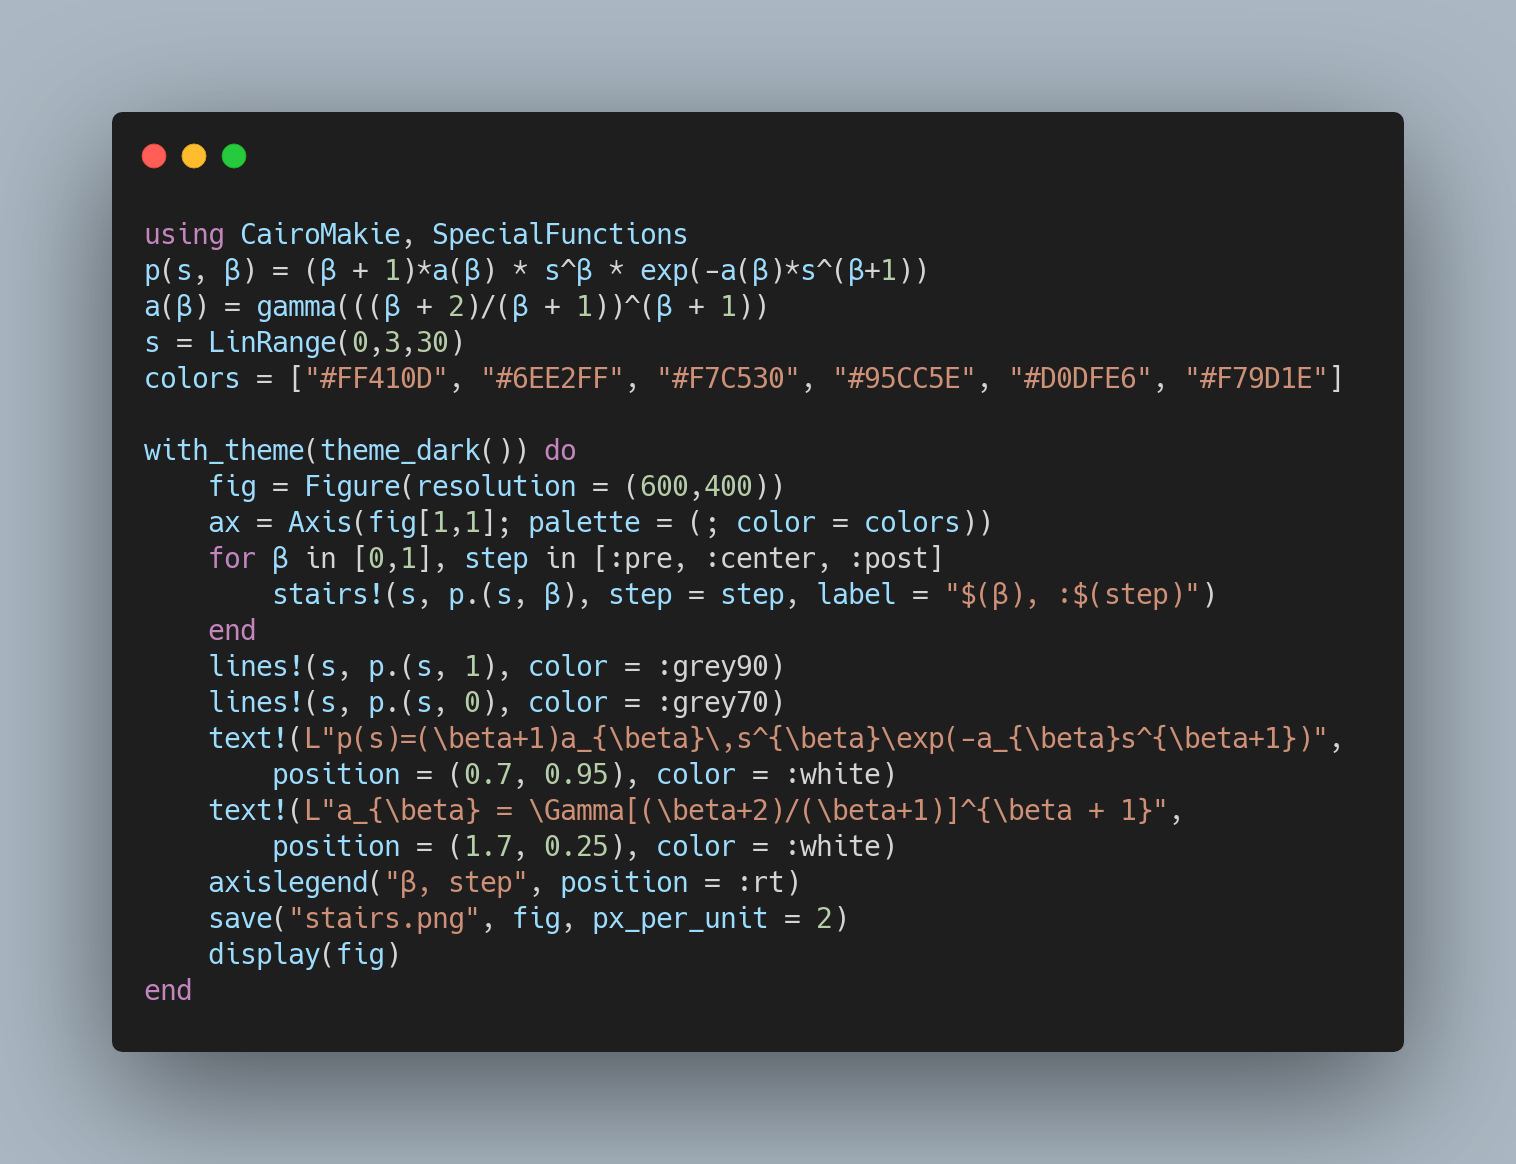 using CairoMakie, SpecialFunctions
p(s, β) = (β + 1)*a(β) * s^β * exp(-a(β)*s^(β+1))
a(β) = gamma(((β + 2)/(β + 1))^(β + 1))
s = LinRange(0,3,30)
colors = ["#FF410D", "#6EE2FF", "#F7C530", "#95CC5E", "#D0DFE6", "#F79D1E"]

with_theme(theme_dark()) do
    fig = Figure(resolution = (600,400))
    ax = Axis(fig[1,1]; palette = (; color = colors))
    for β in [0,1], step in [:pre, :center, :post]
        stairs!(s, p.(s, β), step = step, label = "$(β), :$(step)")
    end
    lines!(s, p.(s, 1), color = :grey90)
    lines!(s, p.(s, 0), color = :grey70)
    text!(L"p(s)=(\beta+1)a_{\beta}\,s^{\beta}\exp(-a_{\beta}s^{\beta+1})",
        position = (0.7, 0.95), color = :white)
    text!(L"a_{\beta} = \Gamma[(\beta+2)/(\beta+1)]^{\beta + 1}",
        position = (1.7, 0.25), color = :white)
    axislegend("β, step", position = :rt)
    save("stairs.png", fig, px_per_unit = 2)
    display(fig)
end